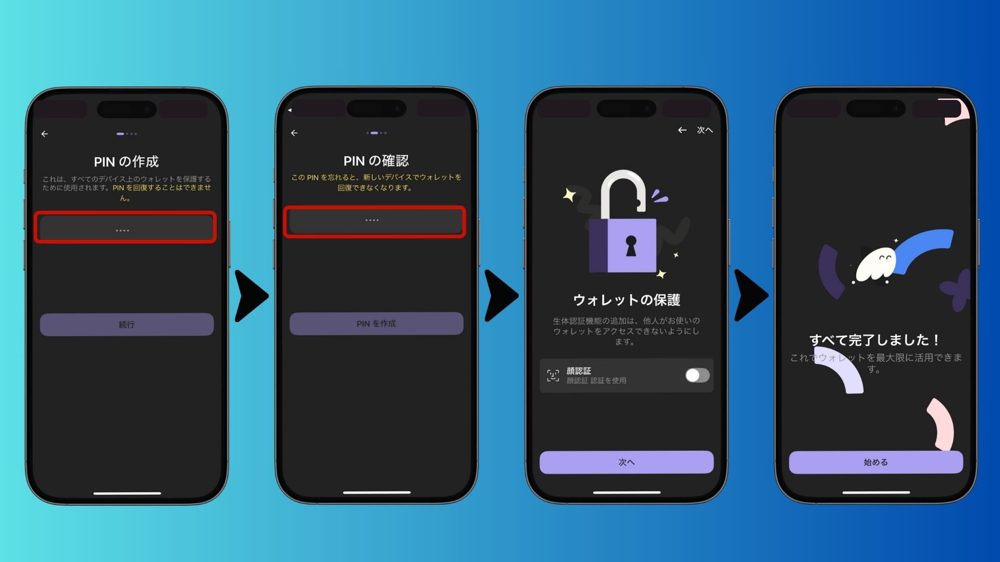 PIN の作成
これは、すべてのデバイス上のウォレットを保護する
ために使用されます。PIN を回復することはできませ
ん。
続行
PIN の確認
この PIN を忘れると、新しいデバイスでウォレットを
回復できなくなります。
PIN を作成
次へ
ウォレットの保護
生体認証機能の追加は、他人がお使いの
ウォレットをアクセスできないようにし
ます。
顔認証
顔認証 認証を使用
次へ
すべて完了しました！
これでウォレットを最大限に活用できま
す。
始める